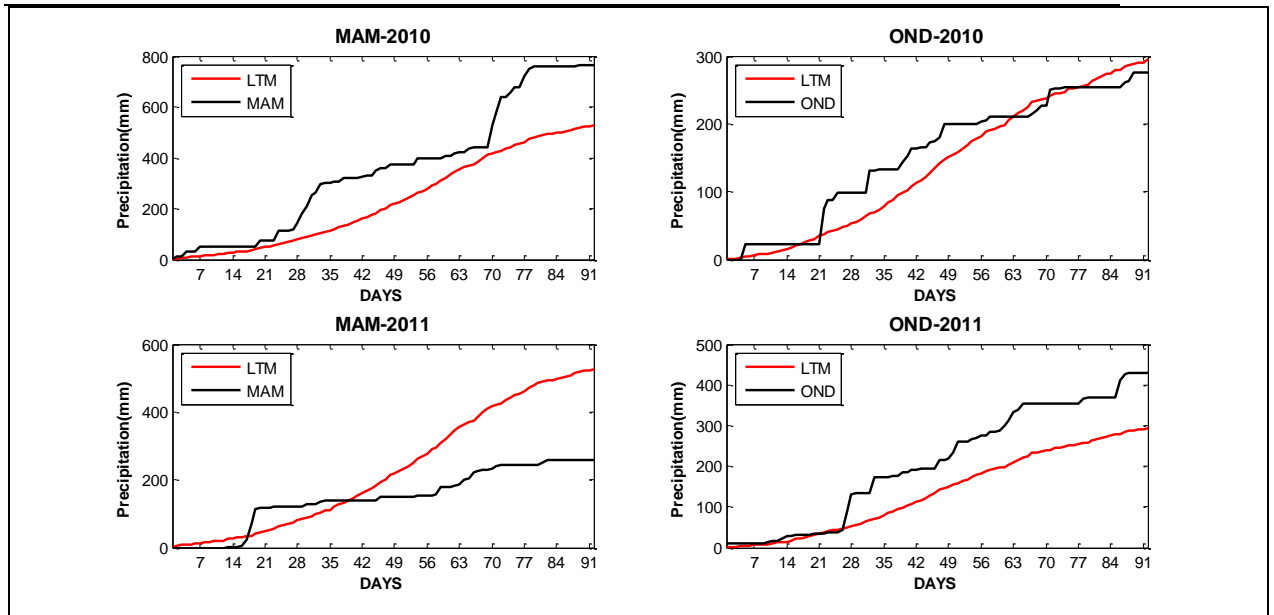 MAM-2010
800
600
400
200
0
Precipitation(mm)
LTM
MAM
7 14 21 28 35 42 49 56 63 70 77 84 91
DAYS
OND-2010
300
200
100
0
Precipitation(mm)
LTM
OND
7 14 21 28 35 42 49 56 63 70 77 84 91
DAYS
MAM-2011
600
400
200
0
Precipitation(mm)
LTM
MAM
7 14 21 28 35 42 49 56 63 70 77 84 91
DAYS
OND-2011
500
400
300
200
100
0
Precipitation(mm)
LTM
OND
7 14 21 28 35 42 49 56 63 70 77 84 91
DAYS